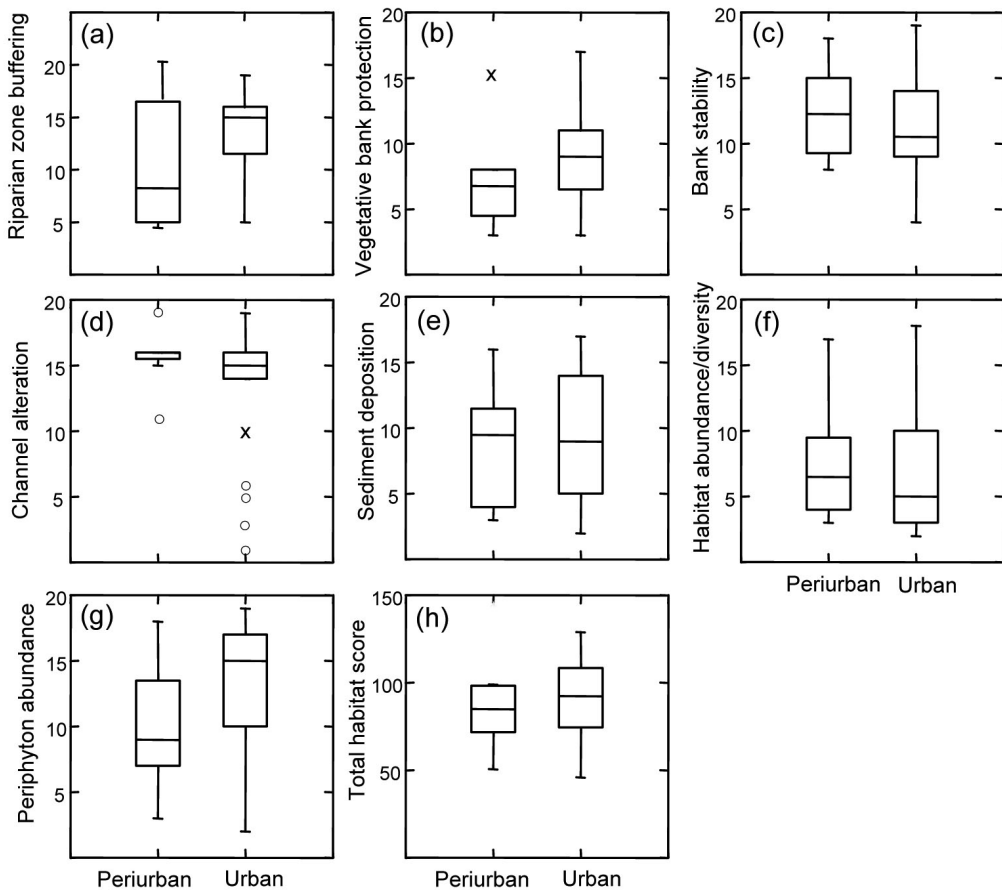 (a)
Riparian zone buffering
20
15
10
5
(b)
Vegetative bank protection
20
15
10
5
x
(c)
Bank stability
20
15
10
5
(d)
Channel alteration
20
15
10
5
x
(e)
Sediment deposition
20
15
10
5
(f)
Habitat abundance/diversity
20
15
10
5
Periurban Urban
(g)
Periphyton abundance
20
15
10
5
Periurban Urban
(h)
Total habitat score
150
100
50
Periurban Urban